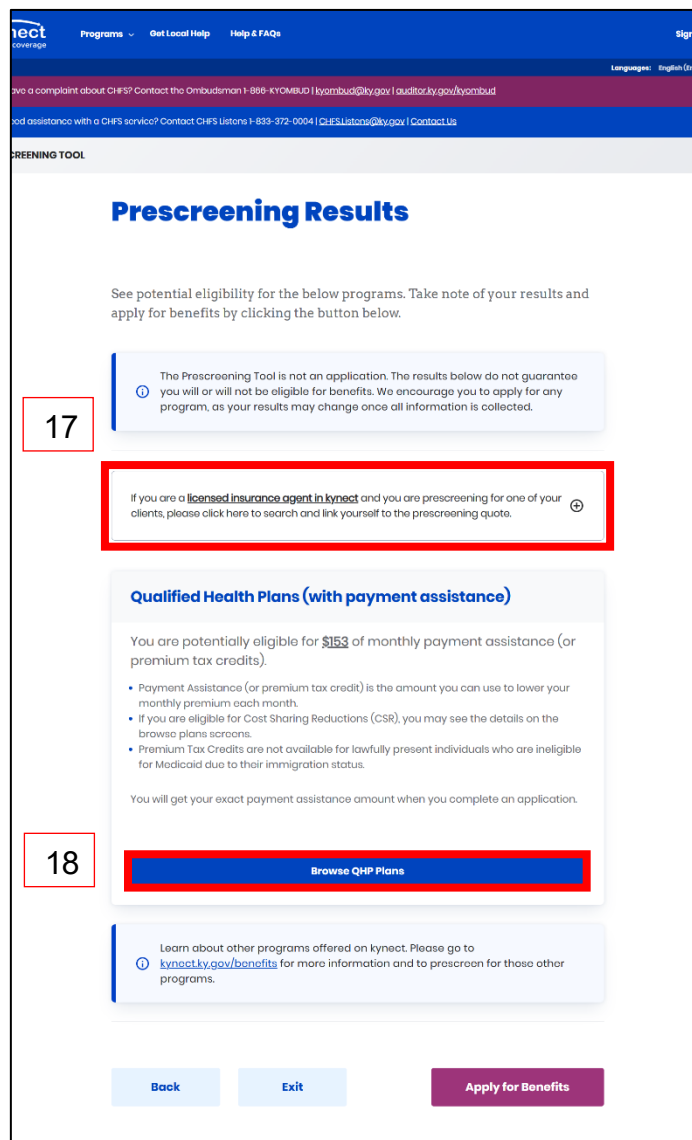 Programs Get Local Help Help & FAQs
coverage
Languages: English
complaint about CHFS? Contact the Ombudsman 1-866-KYOMBUD | kyombud@ky.gov | auditor.ky.gov/kyombud
assistance with a CHFS service? Contact CHFS Listens 1-833-372-0004 | CHFS.Listens@ky.gov | Contact Us
TOOL
Prescreening Results
See potential eligibility for the below programs. Take note of your results and
apply for benefits by clicking the button below.
The Prescreening Tool is not an application. The results below do not guarantee
you will or will not be eligible for benefits. We encourage you to apply for any
program, as your results may change once all information is collected.
17
If you are a licensed insurance agent in kynect and you are prescreening for one of your
clients, please click here to search and link yourself to the prescreening quote.
Qualified Health Plans (with payment assistance)
You are potentially eligible for $153 of monthly payment assistance (or
premium tax credits).
• Payment Assistance (or premium tax credit) is the amount you can use to lower your
monthly premium each month.
• If you are eligible for Cost Sharing Reductions (CSR), you may see the details on the
browse plans screens.
• Premium Tax Credits are not available for lawfully present individuals who are ineligible
for Medicaid due to their immigration status.
You will get your exact payment assistance amount when you complete an application.
18
Browse QHP Plans
Learn about other programs offered on kynect. Please go to
kynect.ky.gov/benefits for more information and to prescreen for those other
programs.
Back Exit Apply for Benefits